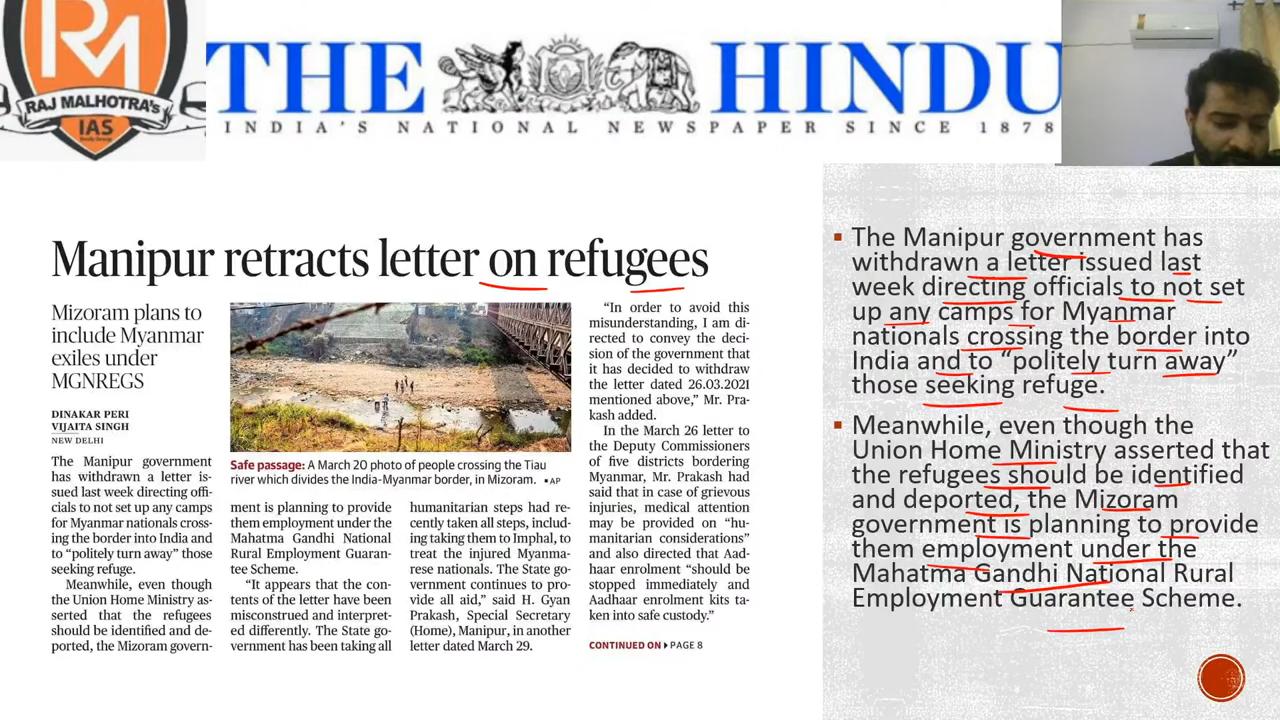 RM
RAJ MALHOTRA's
IAS
THE HINDU
INDIA'S NATIONAL NEWSPAPER SINCE 1878
Manipur retracts letter on refugees
Mizoram plans to
include Myanmar
exiles under
MGNREGS
DINAKAR PERI
VIJAITA SINGH
NEW DELHI
The Manipur government
has withdrawn a letter is-
sued last week directing offi-
cials to not set up any camps
for Myanmar nationals cross-
ing the border into India and
to “politely turn away” those
seeking refuge.
Meanwhile, even though
the Union Home Ministry as-
serted that the refugees
should be identified and de-
ported, the Mizoram govern-
Safe passage: A March 20 photo of people crossing the Tiau
river which divides the India-Myanmar border, in Mizoram. ▪ AP
ment is planning to provide
them employment under the
Mahatma Gandhi National
Rural Employment Guaran-
tee Scheme.
“It appears that the con-
tents of the letter have been
misconstrued and interpret-
ed differently. The State go-
vernment has been taking all
humanitarian steps had re-
cently taken all steps, includ-
ing taking them to Imphal, to
treat the injured Myanma-
rese nationals. The State go-
vernment continues to pro-
vide all aid,” said H. Gyan
Prakash, Special Secretary
(Home), Manipur, in another
letter dated March 29.
“In order to avoid this
misunderstanding, I am di-
rected to convey the deci-
sion of the government that
it has decided to withdraw
the letter dated 26.03.2021
mentioned above,” Mr. Pra-
kash added.
In the March 26 letter to
the Deputy Commissioners
of five districts bordering
Myanmar, Mr. Prakash had
said that in case of grievous
injuries, medical attention
may be provided on “hu-
manitarian considerations”
and also directed that Aad-
haar enrolment “should be
stopped immediately and
Aadhaar enrolment kits ta-
ken into safe custody.”
CONTINUED ON ▸ PAGE 8
▪ The Manipur government has
withdrawn a letter issued last
week directing officials to not set
up any camps for Myanmar
nationals crossing the border into
India and to “politely turn away”
those seeking refuge.
▪ Meanwhile, even though the
Union Home Ministry asserted that
the refugees should be identified
and deported, the Mizoram
government is planning to provide
them employment under the
Mahatma Gandhi National Rural
Employment Guarantee Scheme.